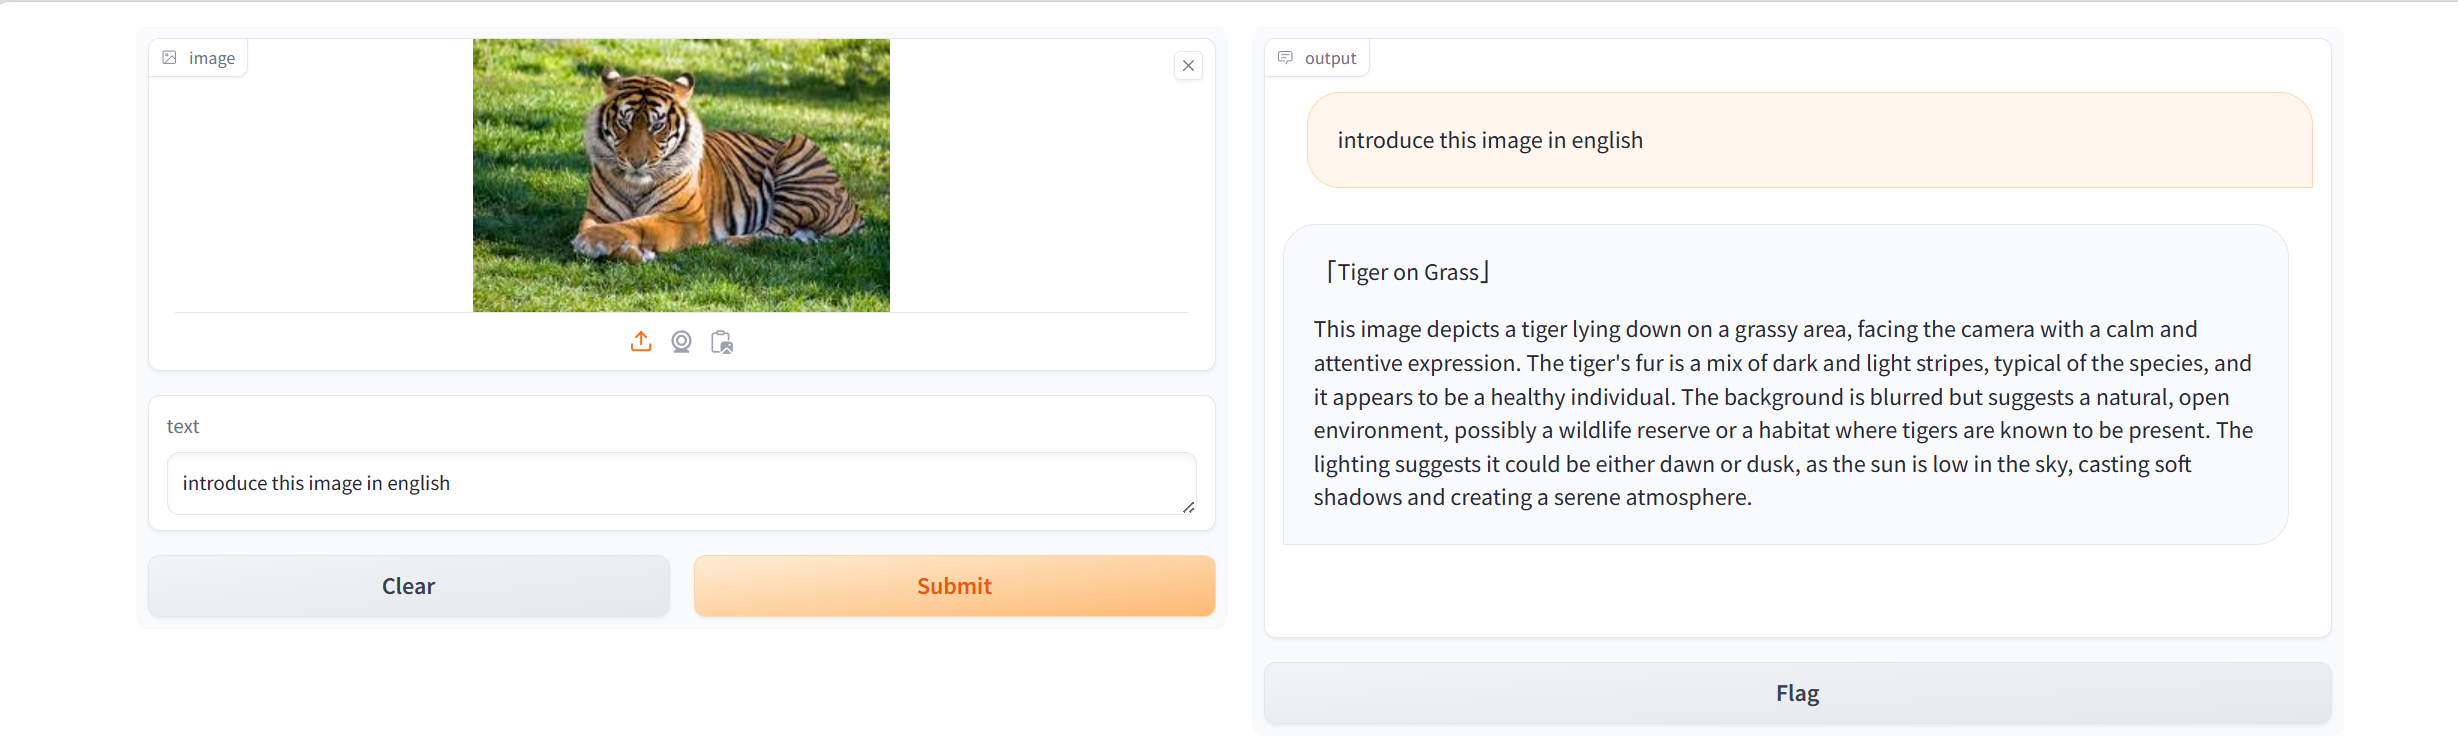 image
text
introduce this image in english
Clear
Submit
output
introduce this image in english
「Tiger on Grass」
This image depicts a tiger lying down on a grassy area, facing the camera with a calm and
attentive expression. The tiger's fur is a mix of dark and light stripes, typical of the species, and
it appears to be a healthy individual. The background is blurred but suggests a natural, open
environment, possibly a wildlife reserve or a habitat where tigers are known to be present. The
lighting suggests it could be either dawn or dusk, as the sun is low in the sky, casting soft
shadows and creating a serene atmosphere.
Flag